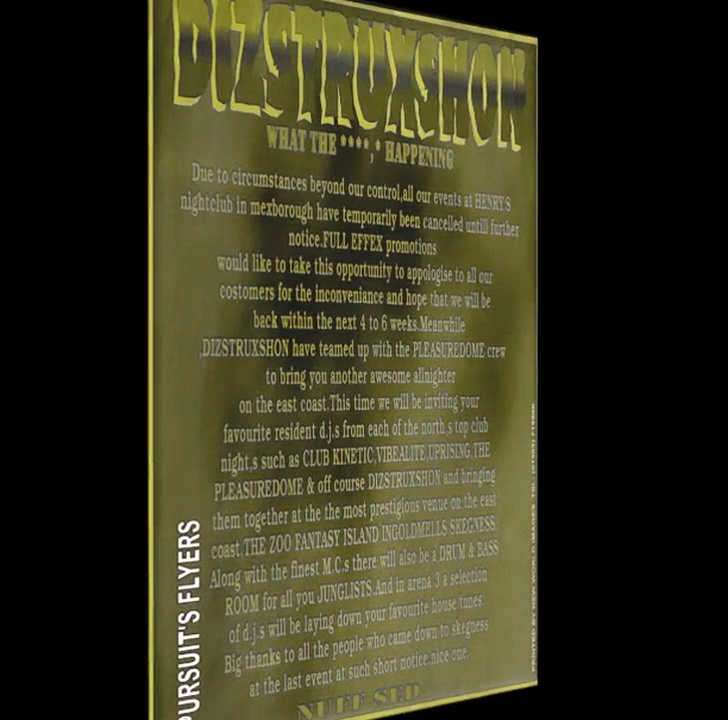 DIZSTRUXSHON
WHAT THE ****,* HAPPENING
Due to circumstances beyond our control,all our events at HENRY'S
nightclub in mexborough have temporarily been cancelled untill further
notice.FULL EFFEX promotions
would like to take this opportunity to appologise to all our
costomers for the inconveniance and hope that we will be
back within the next 4 to 6 weeks.Meanwhile
,DIZSTRUXSHON have teamed up with the PLEASUREDOME crew
to bring you another awesome allnighter
on the east coast.This time we will be inviting your
favourite resident d.j.s from each of the north,s top club
night,s such as CLUB KINETIC,VIBEALITE,UPRISING,THE
PLEASUREDOME & off course DIZSTRUXSHON and bringing
them together at the the most prestigious venue on the east
coast,THE ZOO FANTASY ISLAND INGOLDMELLS SKEGNESS.
Along with the finest M.C.s there will also be a DRUM & BASS
ROOM for all you JUNGLISTS.And in arena 3 a selection
of d.j.s will be laying down your favourite house tunes.
Big thanks to all the people who came down to skegness
at the last event at such short notice.nice one.
NUFF SED
PURSUIT'S FLYERS
PRINTED BY NEW WORLD IMAGES